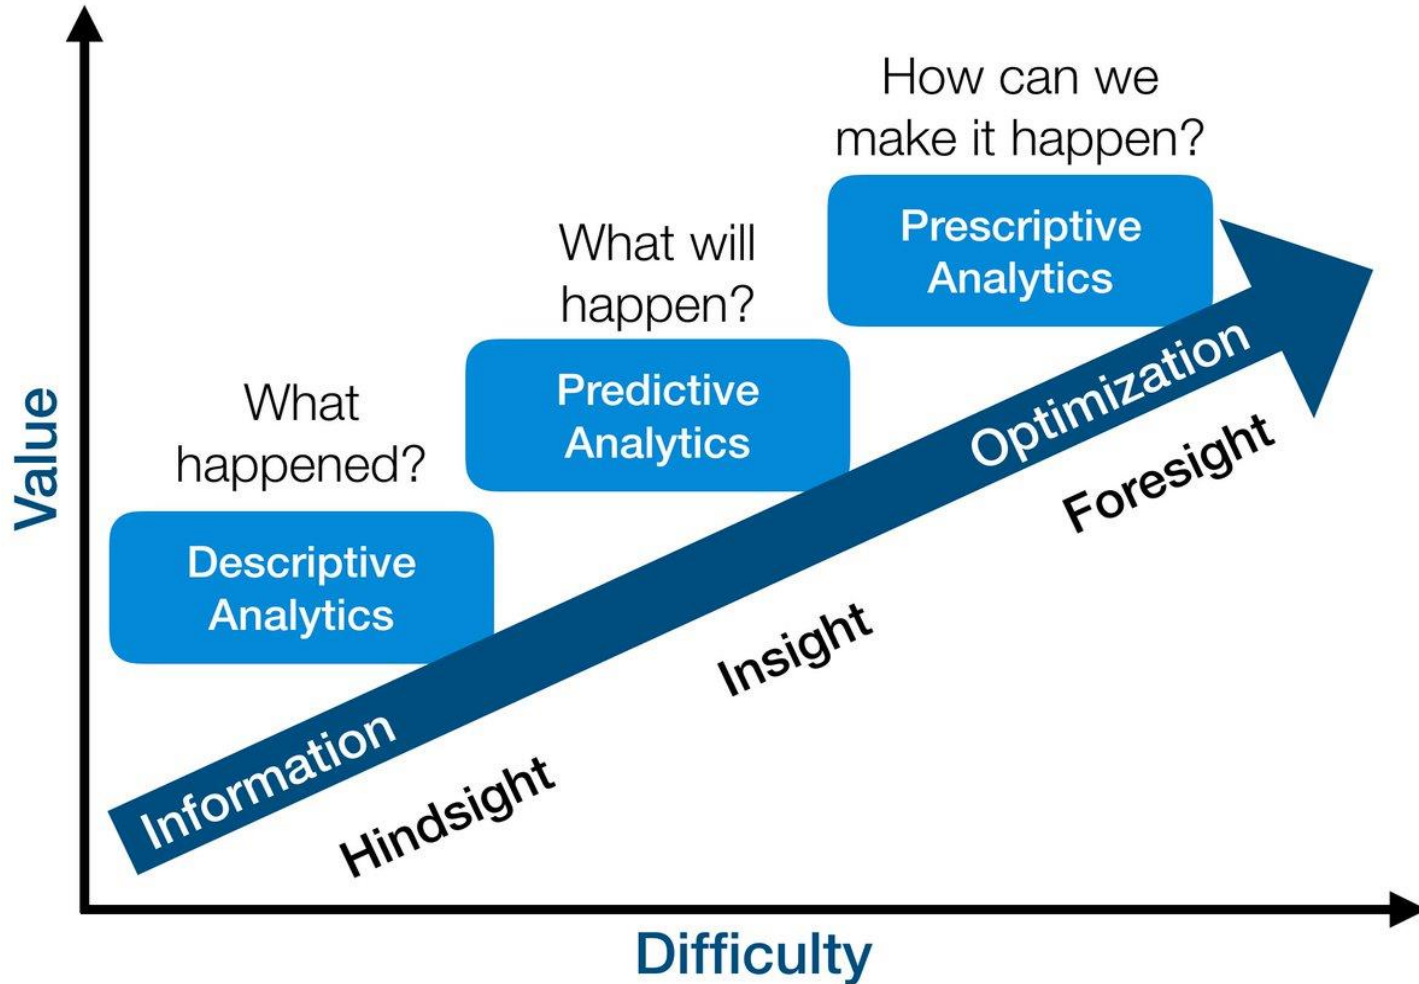 How can we
make it happen?
Prescriptive
Analytics
What will
happen?
Predictive
Analytics
What
happened?
Descriptive
Analytics
Information
Optimization
Hindsight
Insight
Foresight
Value
Difficulty